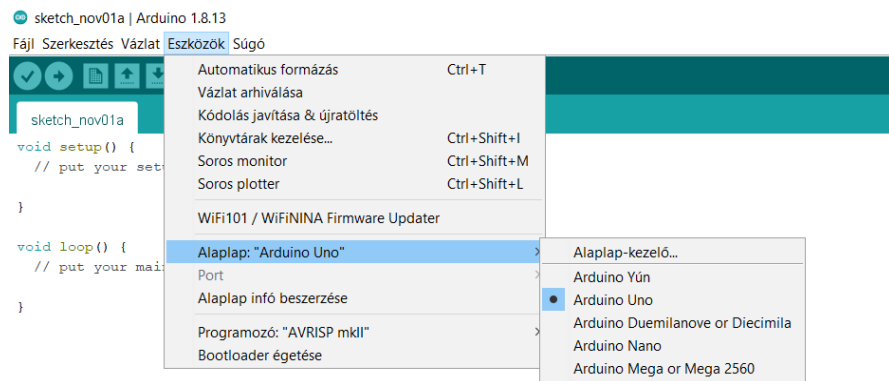 sketch_nov01a | Arduino 1.8.13
Fájl Szerkesztés Vázlat Eszközök Súgó
sketch_nov01a
void setup() {
// put your set
}
void loop() {
// put your mai
}
Automatikus formázás Ctrl+T
Vázlat archiválása
Kódolás javítása & újratöltés
Könyvtárak kezelése... Ctrl+Shift+I
Soros monitor Ctrl+Shift+M
Soros plotter Ctrl+Shift+L
WiFi101 / WiFiNINA Firmware Updater
Alaplap: "Arduino Uno"
Port
Alaplap infó beszerzése
Programozó: "AVRISP mkII"
Bootloader égetése
Alaplap-kezelő...
Arduino Yún
Arduino Uno
Arduino Duemilanove or Diecimila
Arduino Nano
Arduino Mega or Mega 2560